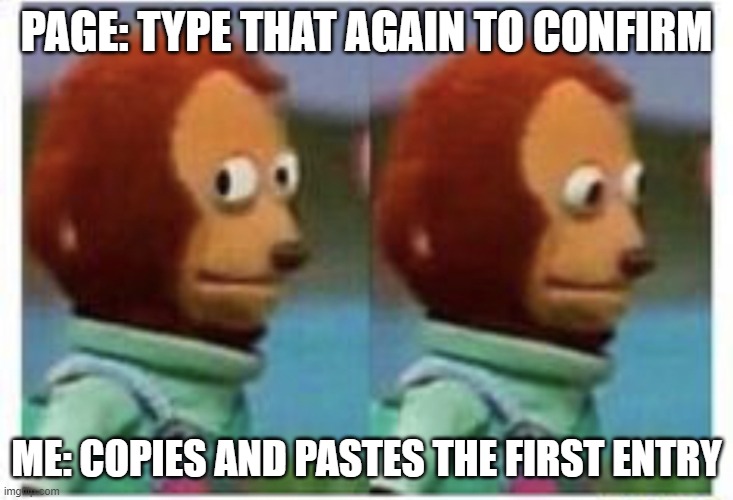 PAGE: TYPE THAT AGAIN TO CONFIRM
ME: COPIES AND PASTES THE FIRST ENTRY
imgflip.com